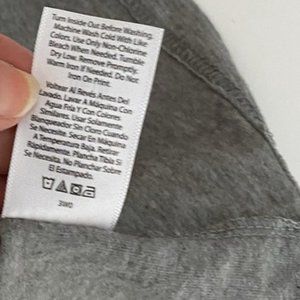 Turn Inside Out Before Washing.
Machine Wash Cold With Like
Colors. Use Only Non-Chlorine
Bleach When Needed. Tumble
Dry Low. Remove Promptly.
Warm Iron If Needed. Do Not
Iron On Print.
Voltear Al Revés Antes Del
Lavado. Lavar A Máquina Con
Agua Fría Y Con Colores
Similares. Usar Solamente
Blanqueador Sin Cloro Cuando
Se Necesite. Secar En Máquina
A Temperatura Baja. Retirar
Rápidamente. Plancha Tibia Si
Se Necesita. No Planchar Sobre
El Estampado.